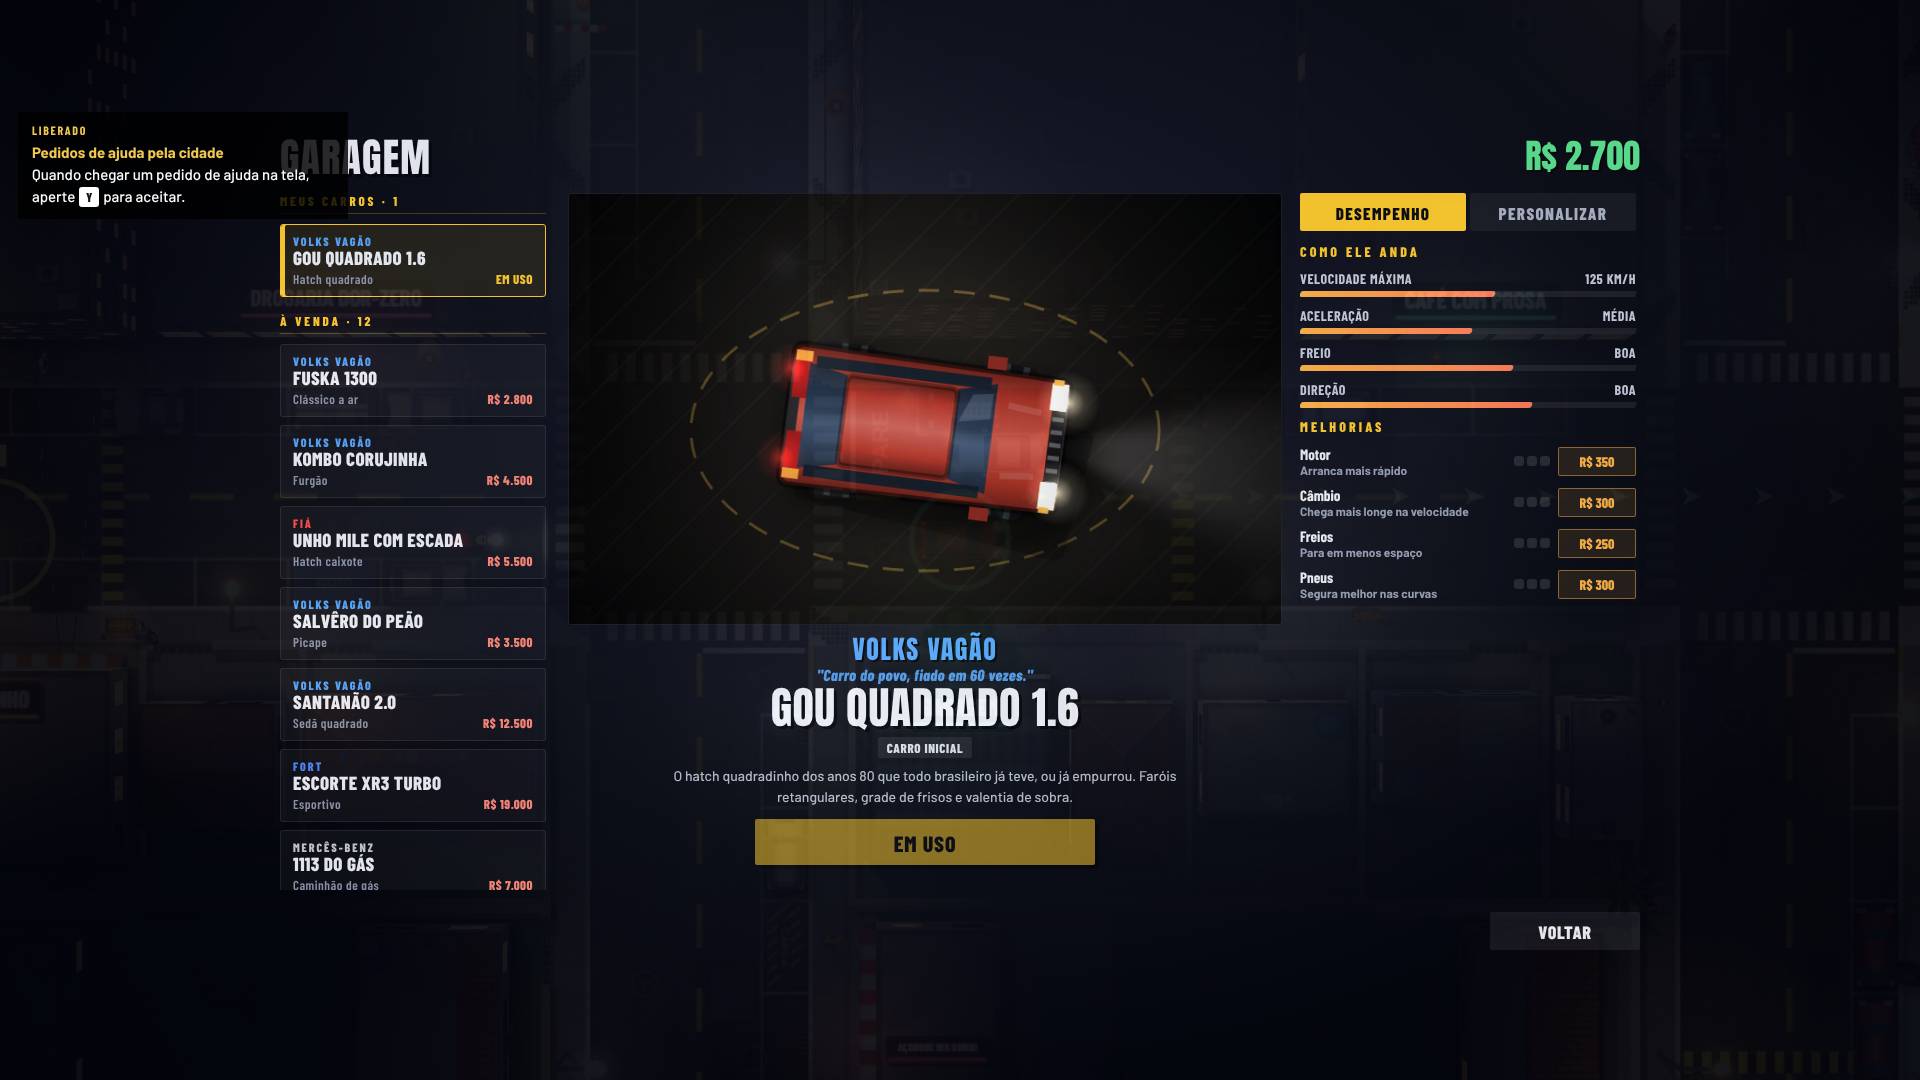 LIBERADO
Pedidos de ajuda pela cidade
Quando chegar um pedido de ajuda na tela,
aperte Y para aceitar.
GARAGEM
R$ 2.700
MEUS CARROS · 1
VOLKS VAGÃO
GOU QUADRADO 1.6
Hatch quadrado
EM USO
À VENDA · 12
VOLKS VAGÃO
FUSKA 1300
Clássico a ar
R$ 2.800
VOLKS VAGÃO
KOMBO CORUJINHA
Furgão
R$ 4.500
FIÁ
UNHO MILE COM ESCADA
Hatch caixote
R$ 5.500
VOLKS VAGÃO
SALVÊRO DO PEÃO
Picape
R$ 3.500
VOLKS VAGÃO
SANTANÃO 2.0
Sedã quadrado
R$ 12.500
FORT
ESCORTE XR3 TURBO
Esportivo
R$ 19.000
MERCÊS-BENZ
1113 DO GÁS
Caminhão de gás
R$ 7.000
VOLKS VAGÃO
"Carro do povo, fiado em 60 vezes."
GOU QUADRADO 1.6
CARRO INICIAL
O hatch quadradinho dos anos 80 que todo brasileiro já teve, ou já empurrou. Faróis
retangulares, grade de frisos e valentia de sobra.
EM USO
DESEMPENHO
PERSONALIZAR
COMO ELE ANDA
VELOCIDADE MÁXIMA 125 KM/H
ACELERAÇÃO MÉDIA
FREIO BOA
DIREÇÃO BOA
MELHORIAS
Motor
Arranca mais rápido
R$ 350
Câmbio
Chega mais longe na velocidade
R$ 300
Freios
Para em menos espaço
R$ 250
Pneus
Segura melhor nas curvas
R$ 300
VOLTAR
DROGARIA DOR-ZERO
CAFÉ COM PROSA